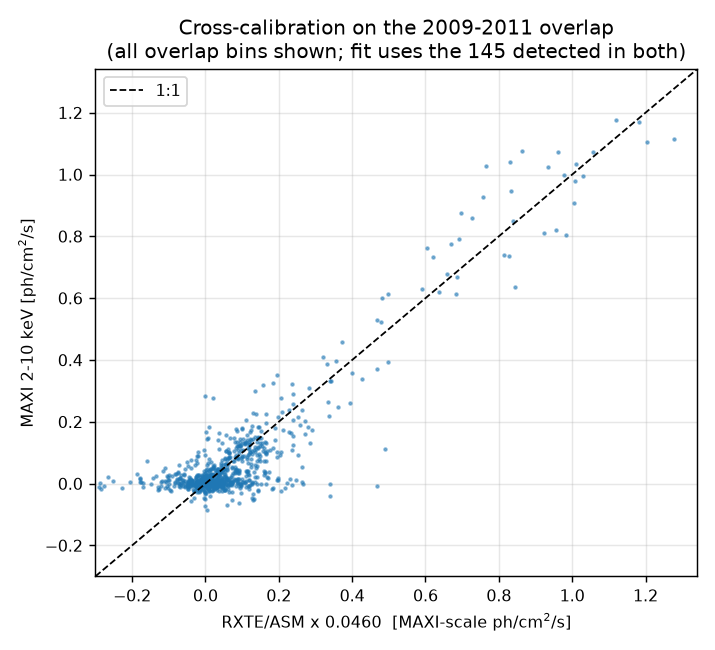 Cross-calibration on the 2009-2011 overlap
(all overlap bins shown; fit uses the 145 detected in both)
1:1
MAXI 2-10 keV [ph/cm²/s]
1.2
1.0
0.8
0.6
0.4
0.2
0.0
−0.2
−0.2 0.0 0.2 0.4 0.6 0.8 1.0 1.2
RXTE/ASM x 0.0460 [MAXI-scale ph/cm²/s]